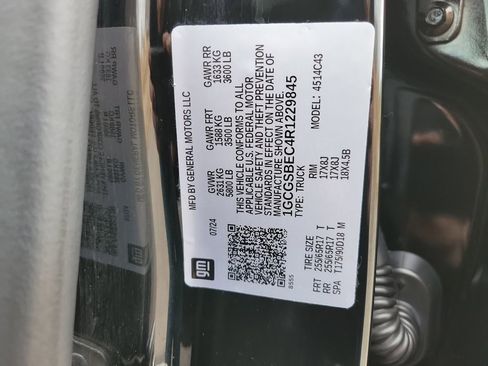 MFD BY GENERAL MOTORS LLC
07/24
GVWR
2631 KG
5800 LB
GAWR FRT
1588 KG
3500 LB
GAWR RR
1633 KG
3600 LB
THIS VEHICLE CONFORMS TO ALL
APPLICABLE U.S. FEDERAL MOTOR
VEHICLE SAFETY AND THEFT PREVENTION
STANDARDS IN EFFECT ON THE DATE OF
MANUFACTURE SHOWN ABOVE.
1GCGSBEC4R1229845
TYPE: TRUCK
MODEL: 4514C43
TIRE SIZE
RIM
FRT 255/65R17 T
17X8J
RR 255/65R17 T
17X8J
SPA T175/90D18 M
18X4.5B
gm
8555